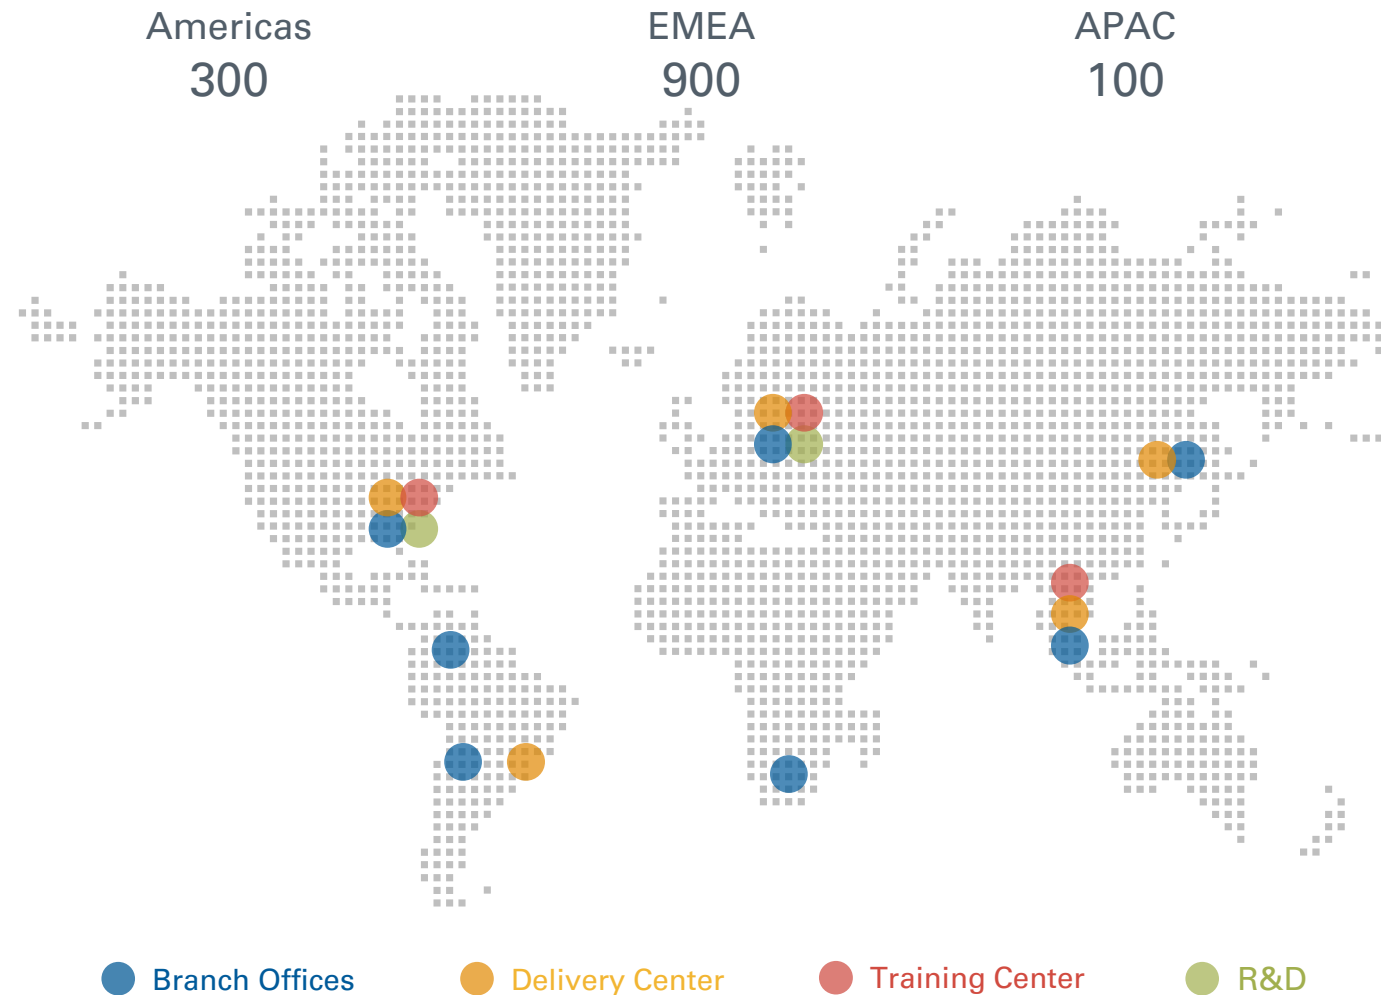 Americas
EMEA
APAC
300
900
100
Branch Offices
Delivery Center
Training Center
R&D